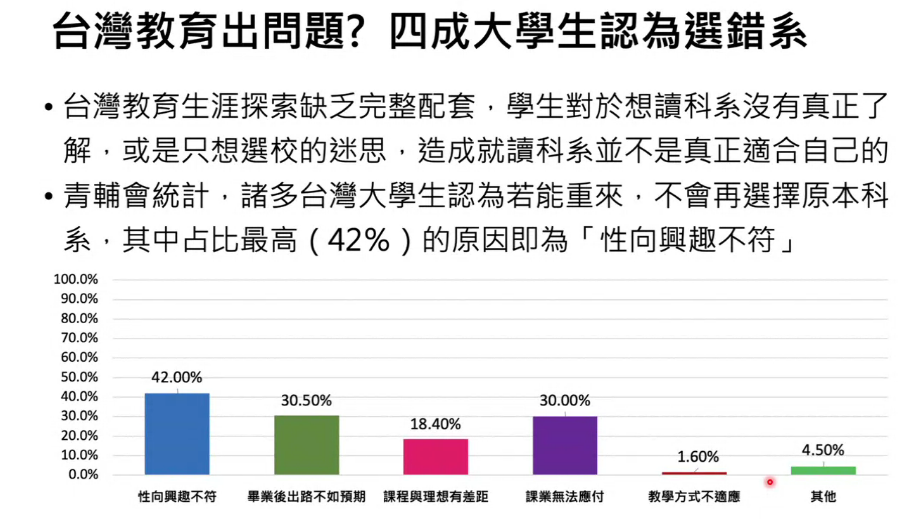 台灣教育出問題? 四成大學生認為選錯系
• 台灣教育生涯探索缺乏完整配套，學生對於想讀科系沒有真正了
解，或是只想選校的迷思，造成就讀科系並不是真正適合自己的
• 青輔會統計，諸多台灣大學生認為若能重來，不會再選擇原本科
系，其中占比最高（42%）的原因即為「性向興趣不符」
100.0%
90.0%
80.0%
70.0%
60.0%
50.0%
40.0%
30.0%
20.0%
10.0%
0.0%
42.00%
30.50%
18.40%
30.00%
1.60%
4.50%
性向興趣不符
畢業後出路不如預期
課程與理想有差距
課業無法應付
教學方式不適應
其他